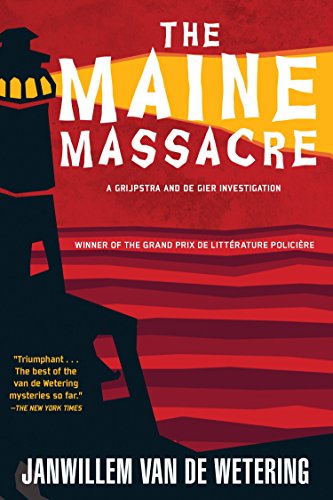 THE
MAINE
MASSACRE
A GRIJPSTRA AND DE GIER INVESTIGATION
WINNER OF THE GRAND PRIX DE LITTÉRATURE POLICIÈRE
"Triumphant . . .
The best of the
van de Wetering
mysteries so far."
—THE NEW YORK TIMES
JANWILLEM VAN DE WETERING